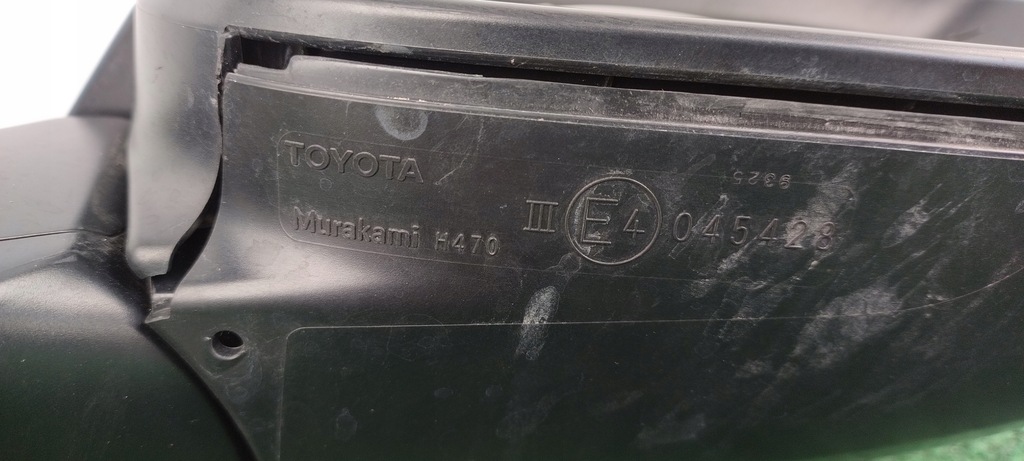 TOYOTA
Murakami H470
III E4 045428
9325